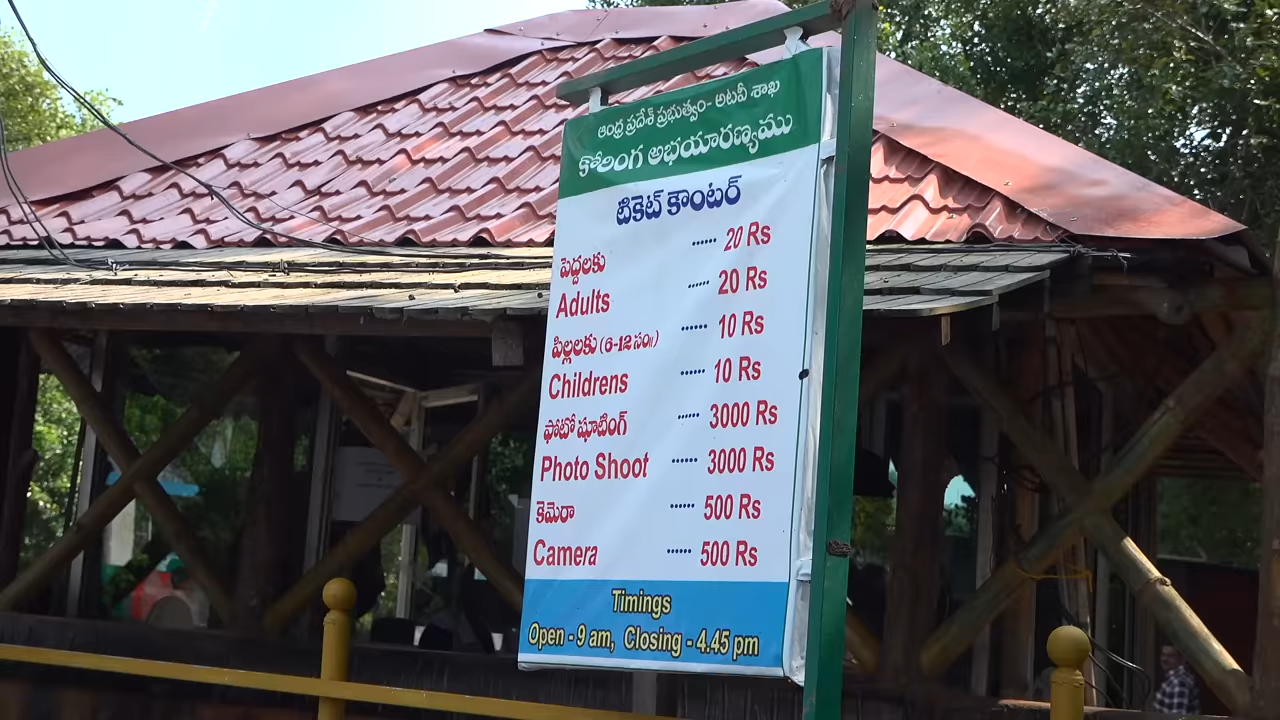 ఆంధ్ర ప్రదేశ్ ప్రభుత్వం- అటవీ శాఖ
కోరింగ అభయారణ్యము
టికెట్ కౌంటర్
పెద్దలకు ...... 20 Rs
Adults ...... 20 Rs
పిల్లలకు (6-12 సం॥) ...... 10 Rs
Childrens ...... 10 Rs
ఫోటో షూటింగ్ ...... 3000 Rs
Photo Shoot ...... 3000 Rs
కెమెరా ...... 500 Rs
Camera ...... 500 Rs
Timings
Open - 9 am, Closing - 4.45 pm